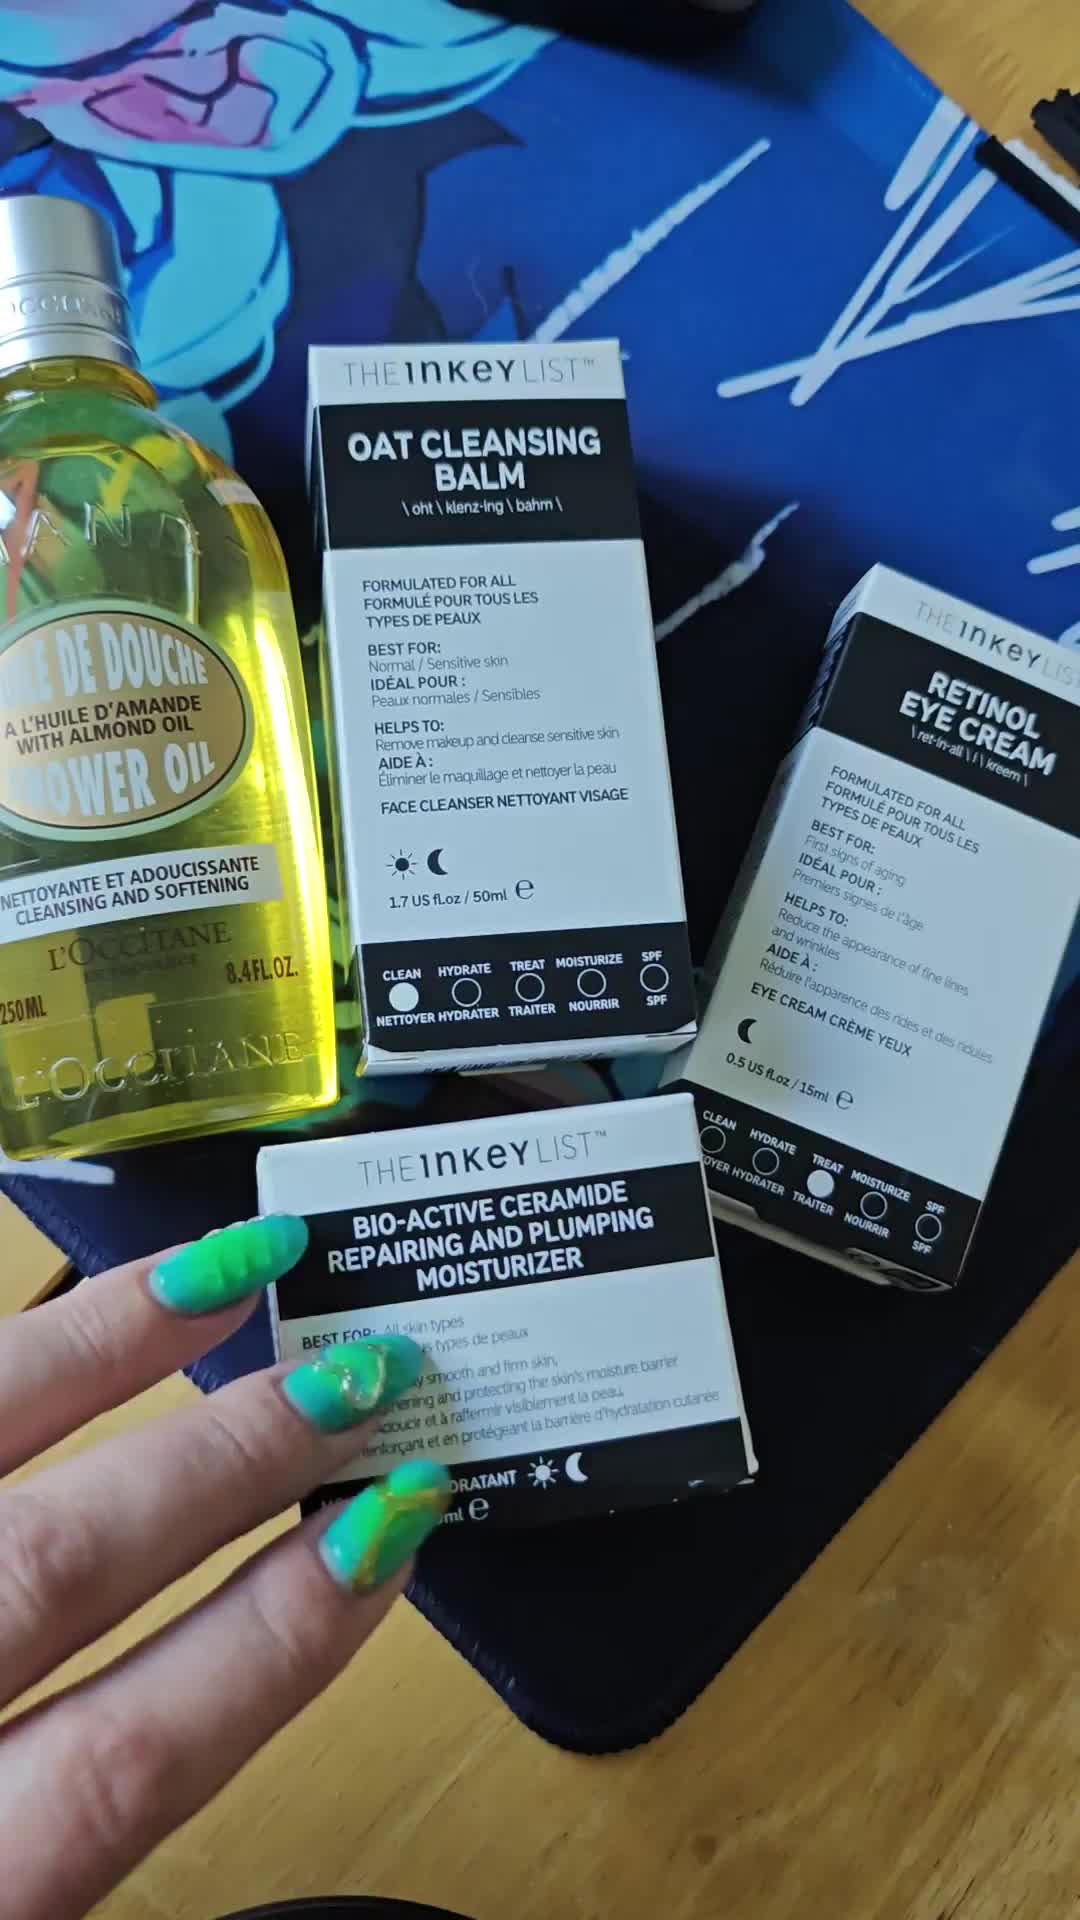 L'OCCITANE
DE DOUCHE
A L'HUILE D'AMANDE
WITH ALMOND OIL
SHOWER OIL
NETTOYANTE ET ADOUCISSANTE
CLEANSING AND SOFTENING
L'OCCITANE
250ML
8.4FL.OZ.
L'OCCITANE
THE INKEY LIST™
OAT CLEANSING
BALM
\ oht \ klenz-ing \ bahm \
FORMULATED FOR ALL
FORMULÉ POUR TOUS LES
TYPES DE PEAUX
BEST FOR:
Normal / Sensitive skin
IDÉAL POUR :
Peaux normales / Sensibles
HELPS TO:
Remove makeup and cleanse sensitive skin
AIDE À :
Éliminer le maquillage et nettoyer la peau
FACE CLEANSER NETTOYANT VISAGE
1.7 US fl.oz / 50ml ℮
CLEAN HYDRATE TREAT MOISTURIZE SPF
NETTOYER HYDRATER TRAITER NOURRIR SPF
THE INKEY LIST
RETINOL
EYE CREAM
\ ret-in-all \ i \ kreem \
FORMULATED FOR ALL
FORMULÉ POUR TOUS LES
TYPES DE PEAUX
BEST FOR:
First signs of aging
IDÉAL POUR :
Premiers signes de l'âge
HELPS TO:
Reduce the appearance of fine lines
and wrinkles
AIDE À :
Réduire l'apparence des rides et des ridules
EYE CREAM CRÈME YEUX
0.5 US fl.oz / 15ml ℮
CLEAN HYDRATE TREAT MOISTURIZE SPF
HYDRATER TRAITER NOURRIR SPF
THE INKEY LIST™
BIO-ACTIVE CERAMIDE
REPAIRING AND PLUMPING
MOISTURIZER
BEST FOR: All skin types
types de peaux
smooth and firm skin,
and protecting the skin's moisture barrier
et à raffermir visiblement la peau,
en renforçant et en protégeant la barrière d'hydratation cutanée
ml ℮